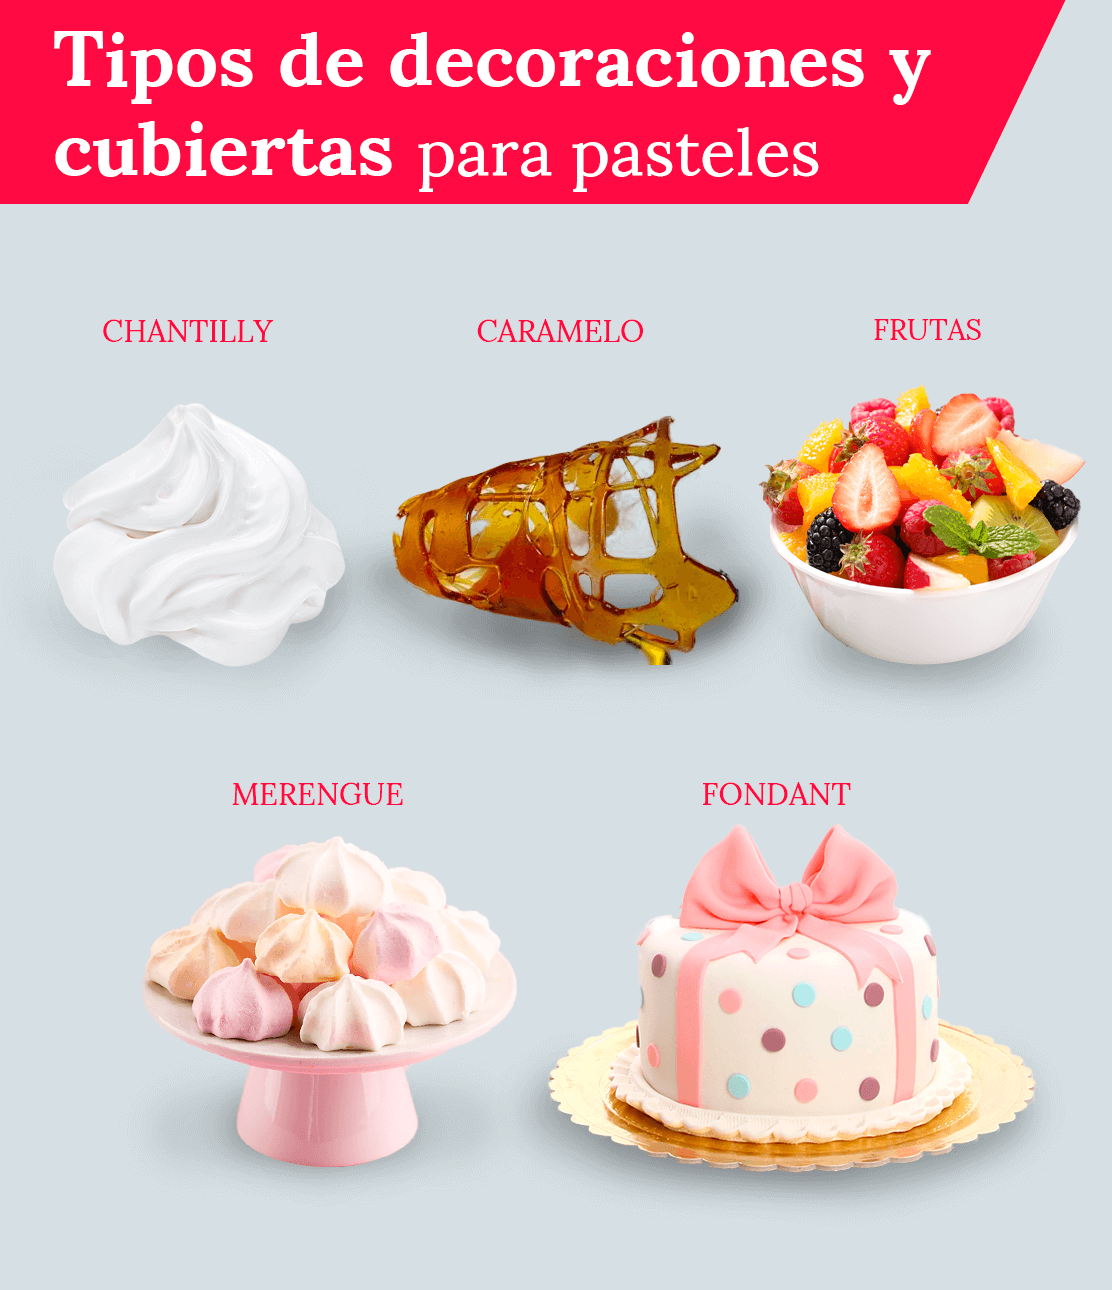 Tipos de decoraciones y
cubiertas para pasteles
CHANTILLY
CARAMELO
FRUTAS
MERENGUE
FONDANT